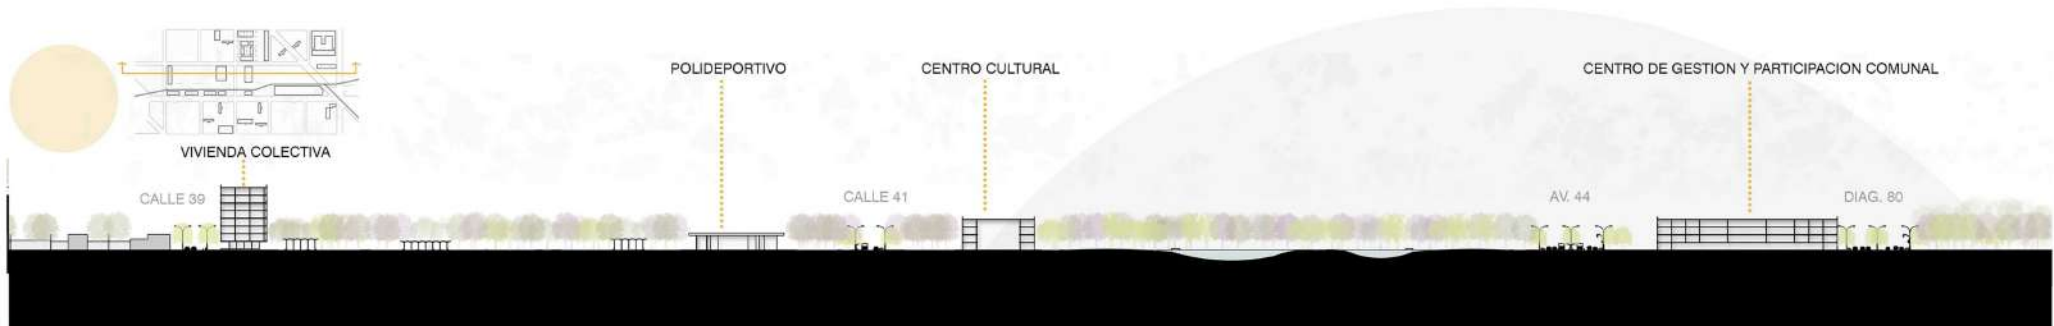 POLIDEPORTIVO
CENTRO CULTURAL
CENTRO DE GESTION Y PARTICIPACION COMUNAL
VIVIENDA COLECTIVA
CALLE 39
CALLE 41
AV. 44
DIAG. 80